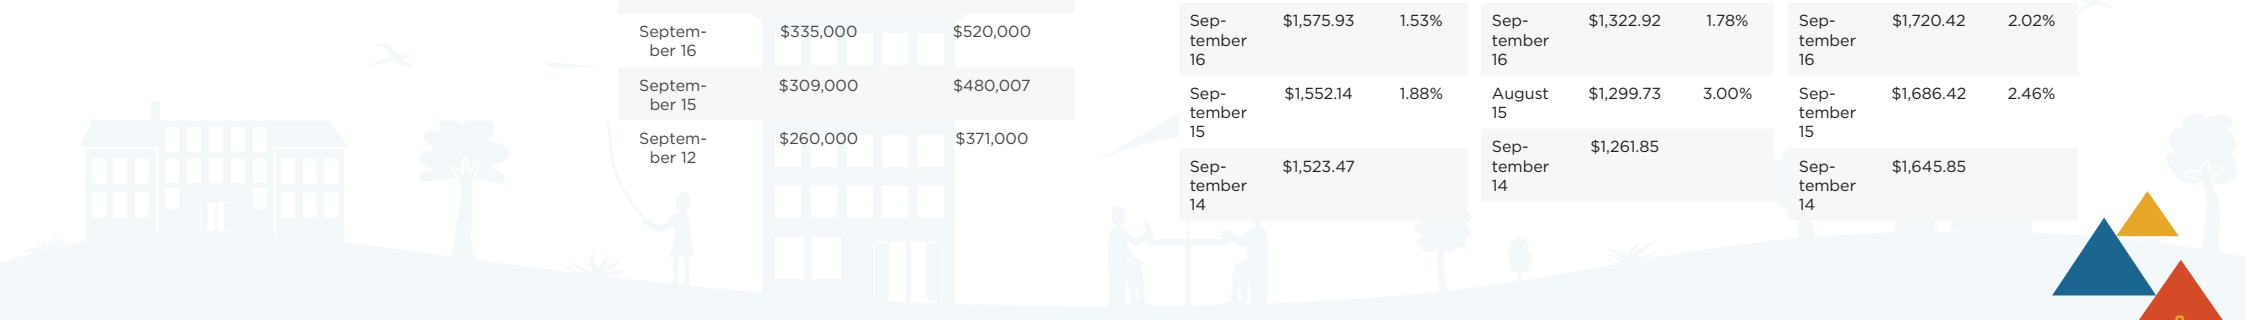 Septem-
ber 16
$335,000
$520,000
Septem-
ber 15
$309,000
$480,007
Septem-
ber 12
$260,000
$371,000
Sep-
tember
16
$1,575.93
1.53%
Sep-
tember
15
$1,552.14
1.88%
Sep-
tember
14
$1,523.47
Sep-
tember
16
$1,322.92
1.78%
August
15
$1,299.73
3.00%
Sep-
tember
14
$1,261.85
Sep-
tember
16
$1,720.42
2.02%
Sep-
tember
15
$1,686.42
2.46%
Sep-
tember
14
$1,645.85